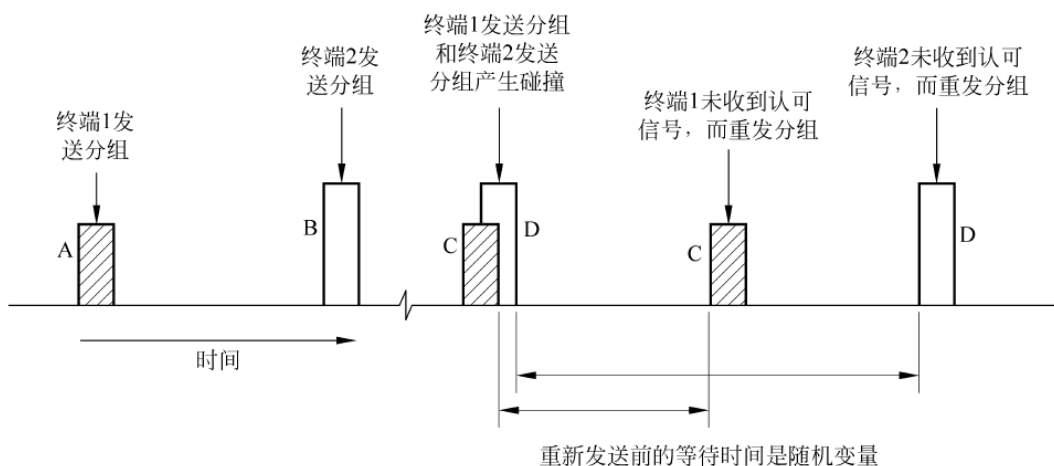 终端1发
送分组
终端2发
送分组
终端1发送分组
和终端2发送
分组产生碰撞
终端1未收到认可
信号，而重发分组
终端2未收到认可
信号，而重发分组
A
B
C
D
C
D
时间
重新发送前的等待时间是随机变量